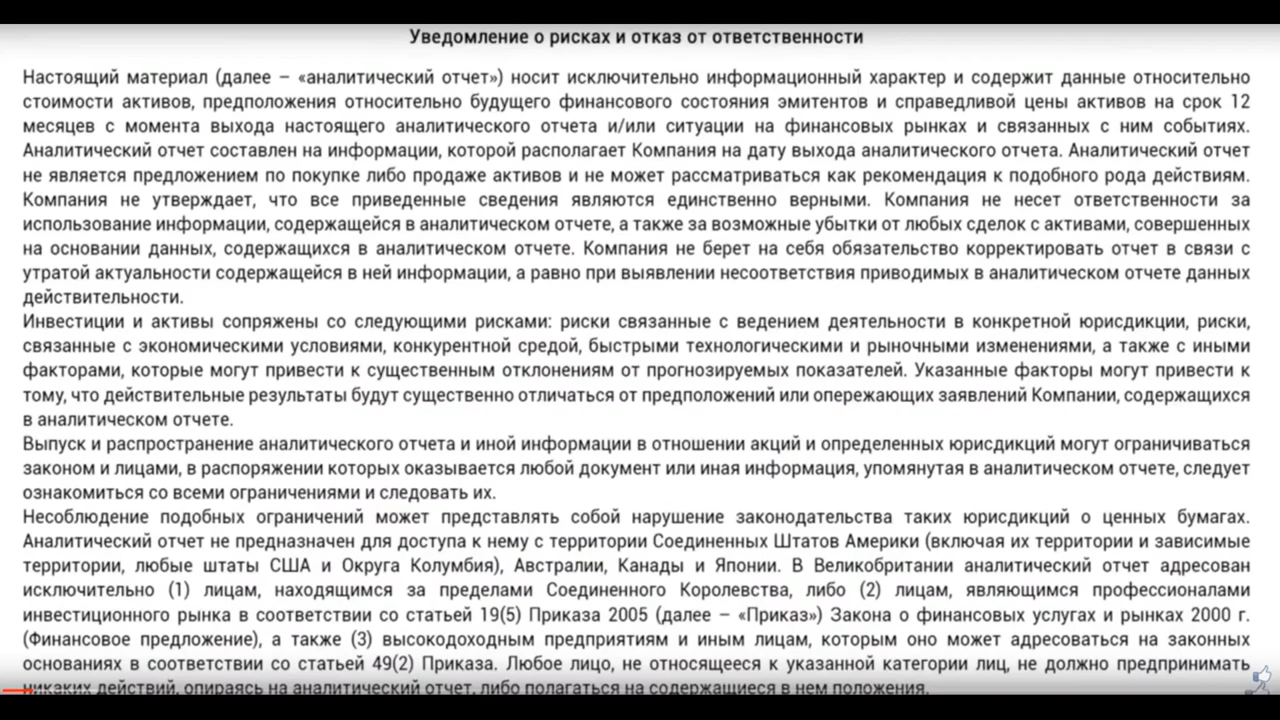 Уведомление о рисках и отказ от ответственности
Настоящий материал (далее – «аналитический отчет») носит исключительно информационный характер и содержит данные относительно
стоимости активов, предположения относительно будущего финансового состояния эмитентов и справедливой цены активов на срок 12
месяцев с момента выхода настоящего аналитического отчета и/или ситуации на финансовых рынках и связанных с ним событиях.
Аналитический отчет составлен на информации, которой располагает Компания на дату выхода аналитического отчета. Аналитический отчет
не является предложением по покупке либо продаже активов и не может рассматриваться как рекомендация к подобного рода действиям.
Компания не утверждает, что все приведенные сведения являются единственно верными. Компания не несет ответственности за
использование информации, содержащейся в аналитическом отчете, а также за возможные убытки от любых сделок с активами, совершенных
на основании данных, содержащихся в аналитическом отчете. Компания не берет на себя обязательство корректировать отчет в связи с
утратой актуальности содержащейся в ней информации, а равно при выявлении несоответствия приводимых в аналитическом отчете данных
действительности.
Инвестиции и активы сопряжены со следующими рисками: риски связанные с ведением деятельности в конкретной юрисдикции, риски,
связанные с экономическими условиями, конкурентной средой, быстрыми технологическими и рыночными изменениями, а также с иными
факторами, которые могут привести к существенным отклонениям от прогнозируемых показателей. Указанные факторы могут привести к
тому, что действительные результаты будут существенно отличаться от предположений или опережающих заявлений Компании, содержащихся
в аналитическом отчете.
Выпуск и распространение аналитического отчета и иной информации в отношении акций и определенных юрисдикций могут ограничиваться
законом и лицами, в распоряжении которых оказывается любой документ или иная информация, упомянутая в аналитическом отчете, следует
ознакомиться со всеми ограничениями и следовать их.
Несоблюдение подобных ограничений может представлять собой нарушение законодательства таких юрисдикций о ценных бумагах.
Аналитический отчет не предназначен для доступа к нему с территории Соединенных Штатов Америки (включая их территории и зависимые
территории, любые штаты США и Округа Колумбия), Австралии, Канады и Японии. В Великобритании аналитический отчет адресован
исключительно (1) лицам, находящимся за пределами Соединенного Королевства, либо (2) лицам, являющимся профессионалами
инвестиционного рынка в соответствии со статьей 19(5) Приказа 2005 (далее – «Приказ») Закона о финансовых услугах и рынках 2000 г.
(Финансовое предложение), а также (3) высокодоходным предприятиям и иным лицам, которым оно может адресоваться на законных
основаниях в соответствии со статьей 49(2) Приказа. Любое лицо, не относящееся к указанной категории лиц, не должно предпринимать
никаких действий, опираясь на аналитический отчет, либо полагаться на содержащиеся в нем положения.